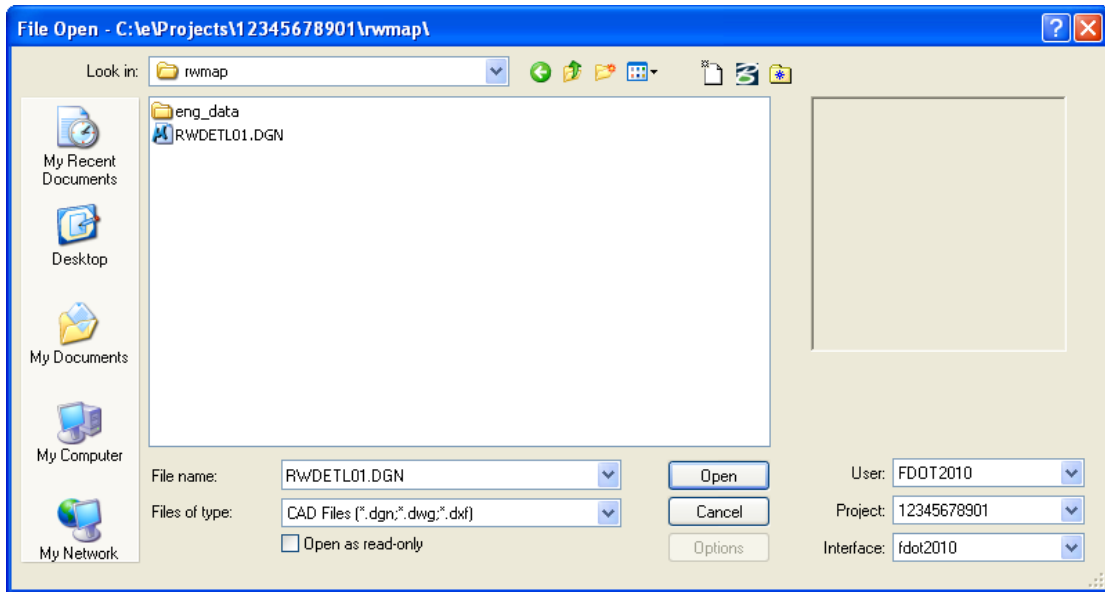 File Open - C:\e\Projects\12345678901\rwmap\
Look in: rwmap
eng_data
RWDETL01.DGN
My Recent
Documents
Desktop
My Documents
My Computer
My Network
File name: RWDETL01.DGN Open
Files of type: CAD Files (*.dgn;*.dwg;*.dxf) Cancel
Open as read-only Options
User: FDOT2010
Project: 12345678901
Interface: fdot2010